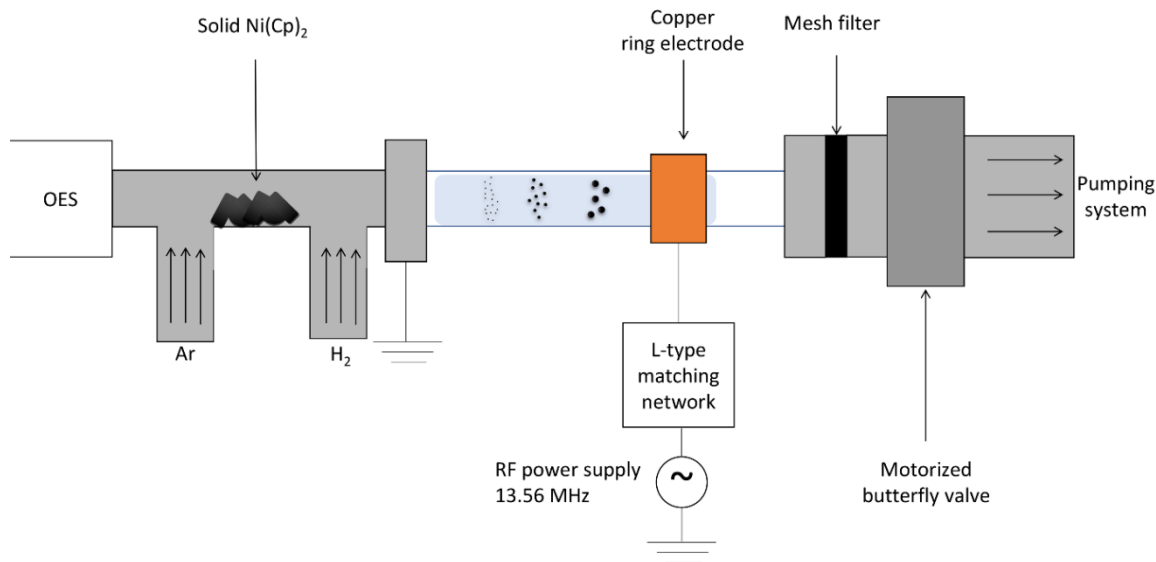 Solid Ni(Cp)₂
Copper
ring electrode
Mesh filter
OES
Pumping
system
Ar
H₂
L-type
matching
network
RF power supply
13.56 MHz
~
Motorized
butterfly valve